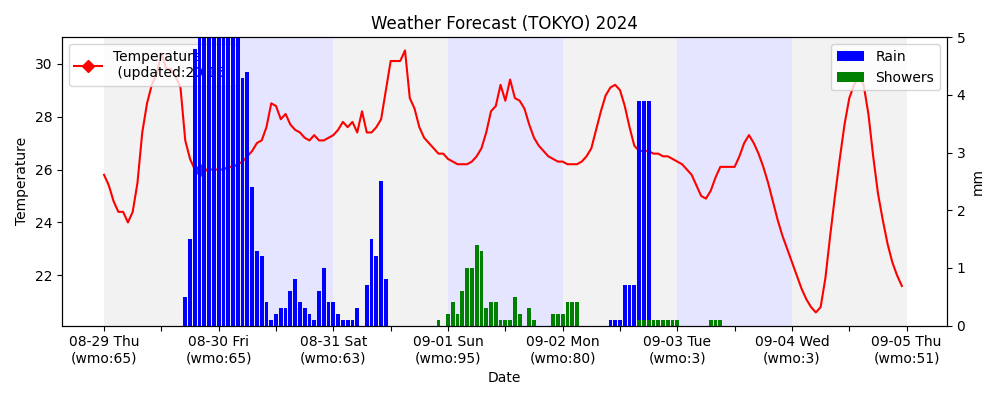 Weather Forecast (TOKYO) 2024
Temperature
(updated:20
Rain
Showers
Temperature
30
28
26
24
22
5
4
3
2
1
0
mm
08-29 Thu 08-30 Fri 08-31 Sat 09-01 Sun 09-02 Mon 09-03 Tue 09-04 Wed 09-05 Thu
(wmo:65) (wmo:65) (wmo:63) (wmo:95) (wmo:80) (wmo:3) (wmo:3) (wmo:51)
Date